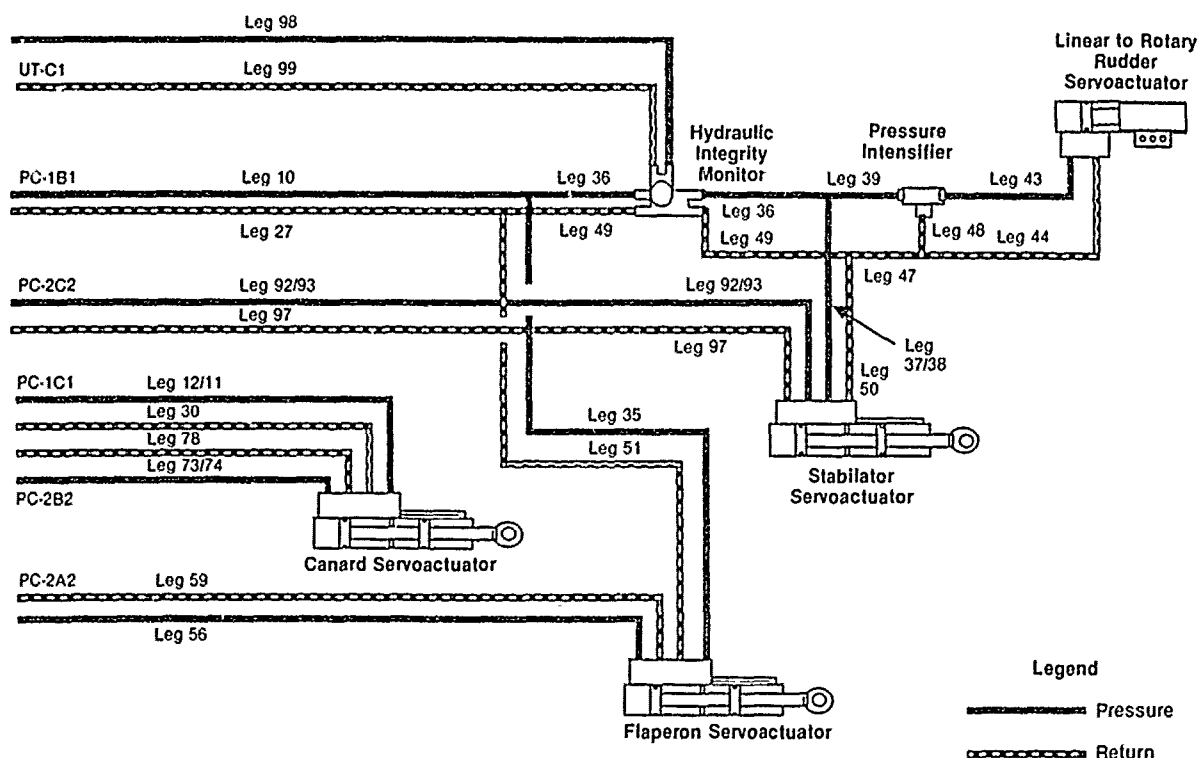 Leg 98
UT-C1
Leg 99
Linear to Rotary
Rudder
Servoactuator
Hydraulic
Integrity
Monitor
Pressure
Intensifier
PC-1B1
Leg 10
Leg 36
Leg 39
Leg 43
Leg 36
Leg 27
Leg 49
Leg 49
Leg 48
Leg 44
Leg 47
PC-2C2
Leg 92/93
Leg 92/93
Leg 97
Leg 97
Leg
37/38
Leg
50
PC-1C1
Leg 12/11
Leg 30
Leg 78
Leg 73/74
PC-2B2
Leg 35
Leg 51
Stabilator
Servoactuator
Canard Servoactuator
PC-2A2
Leg 59
Leg 56
Flaperon Servoactuator
Legend
Pressure
Return